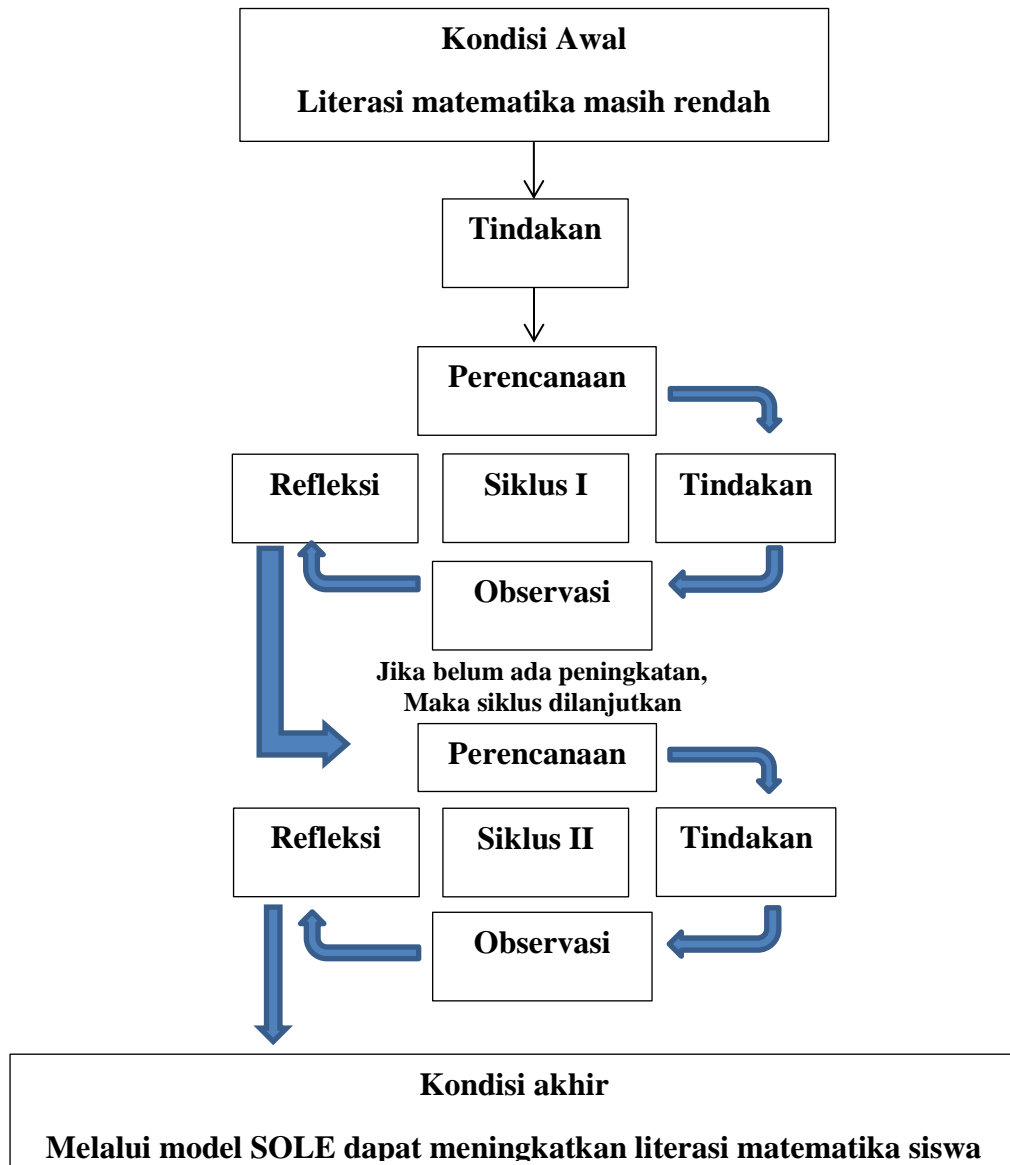 Kondisi Awal
Literasi matematika masih rendah
Tindakan
Perencanaan
Refleksi
Siklus I
Tindakan
Observasi
Jika belum ada peningkatan,
Maka siklus dilanjutkan
Perencanaan
Refleksi
Siklus II
Tindakan
Observasi
Kondisi akhir
Melalui model SOLE dapat meningkatkan literasi matematika siswa